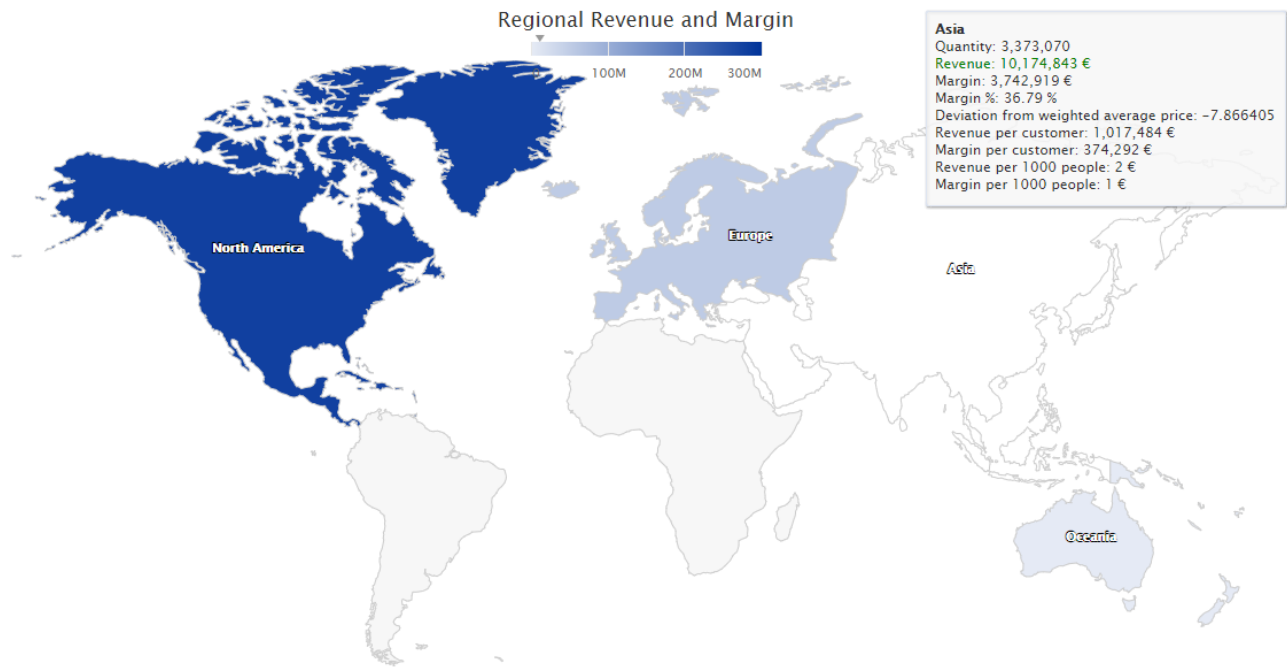 Regional Revenue and Margin
0 100M 200M 300M
Asia
Quantity: 3,373,070
Revenue: 10,174,843 €
Margin: 3,742,919 €
Margin %: 36.79 %
Deviation from weighted average price: −7.866405
Revenue per customer: 1,017,484 €
Margin per customer: 374,292 €
Revenue per 1000 people: 2 €
Margin per 1000 people: 1 €
North America
Europe
Asia
Oceania